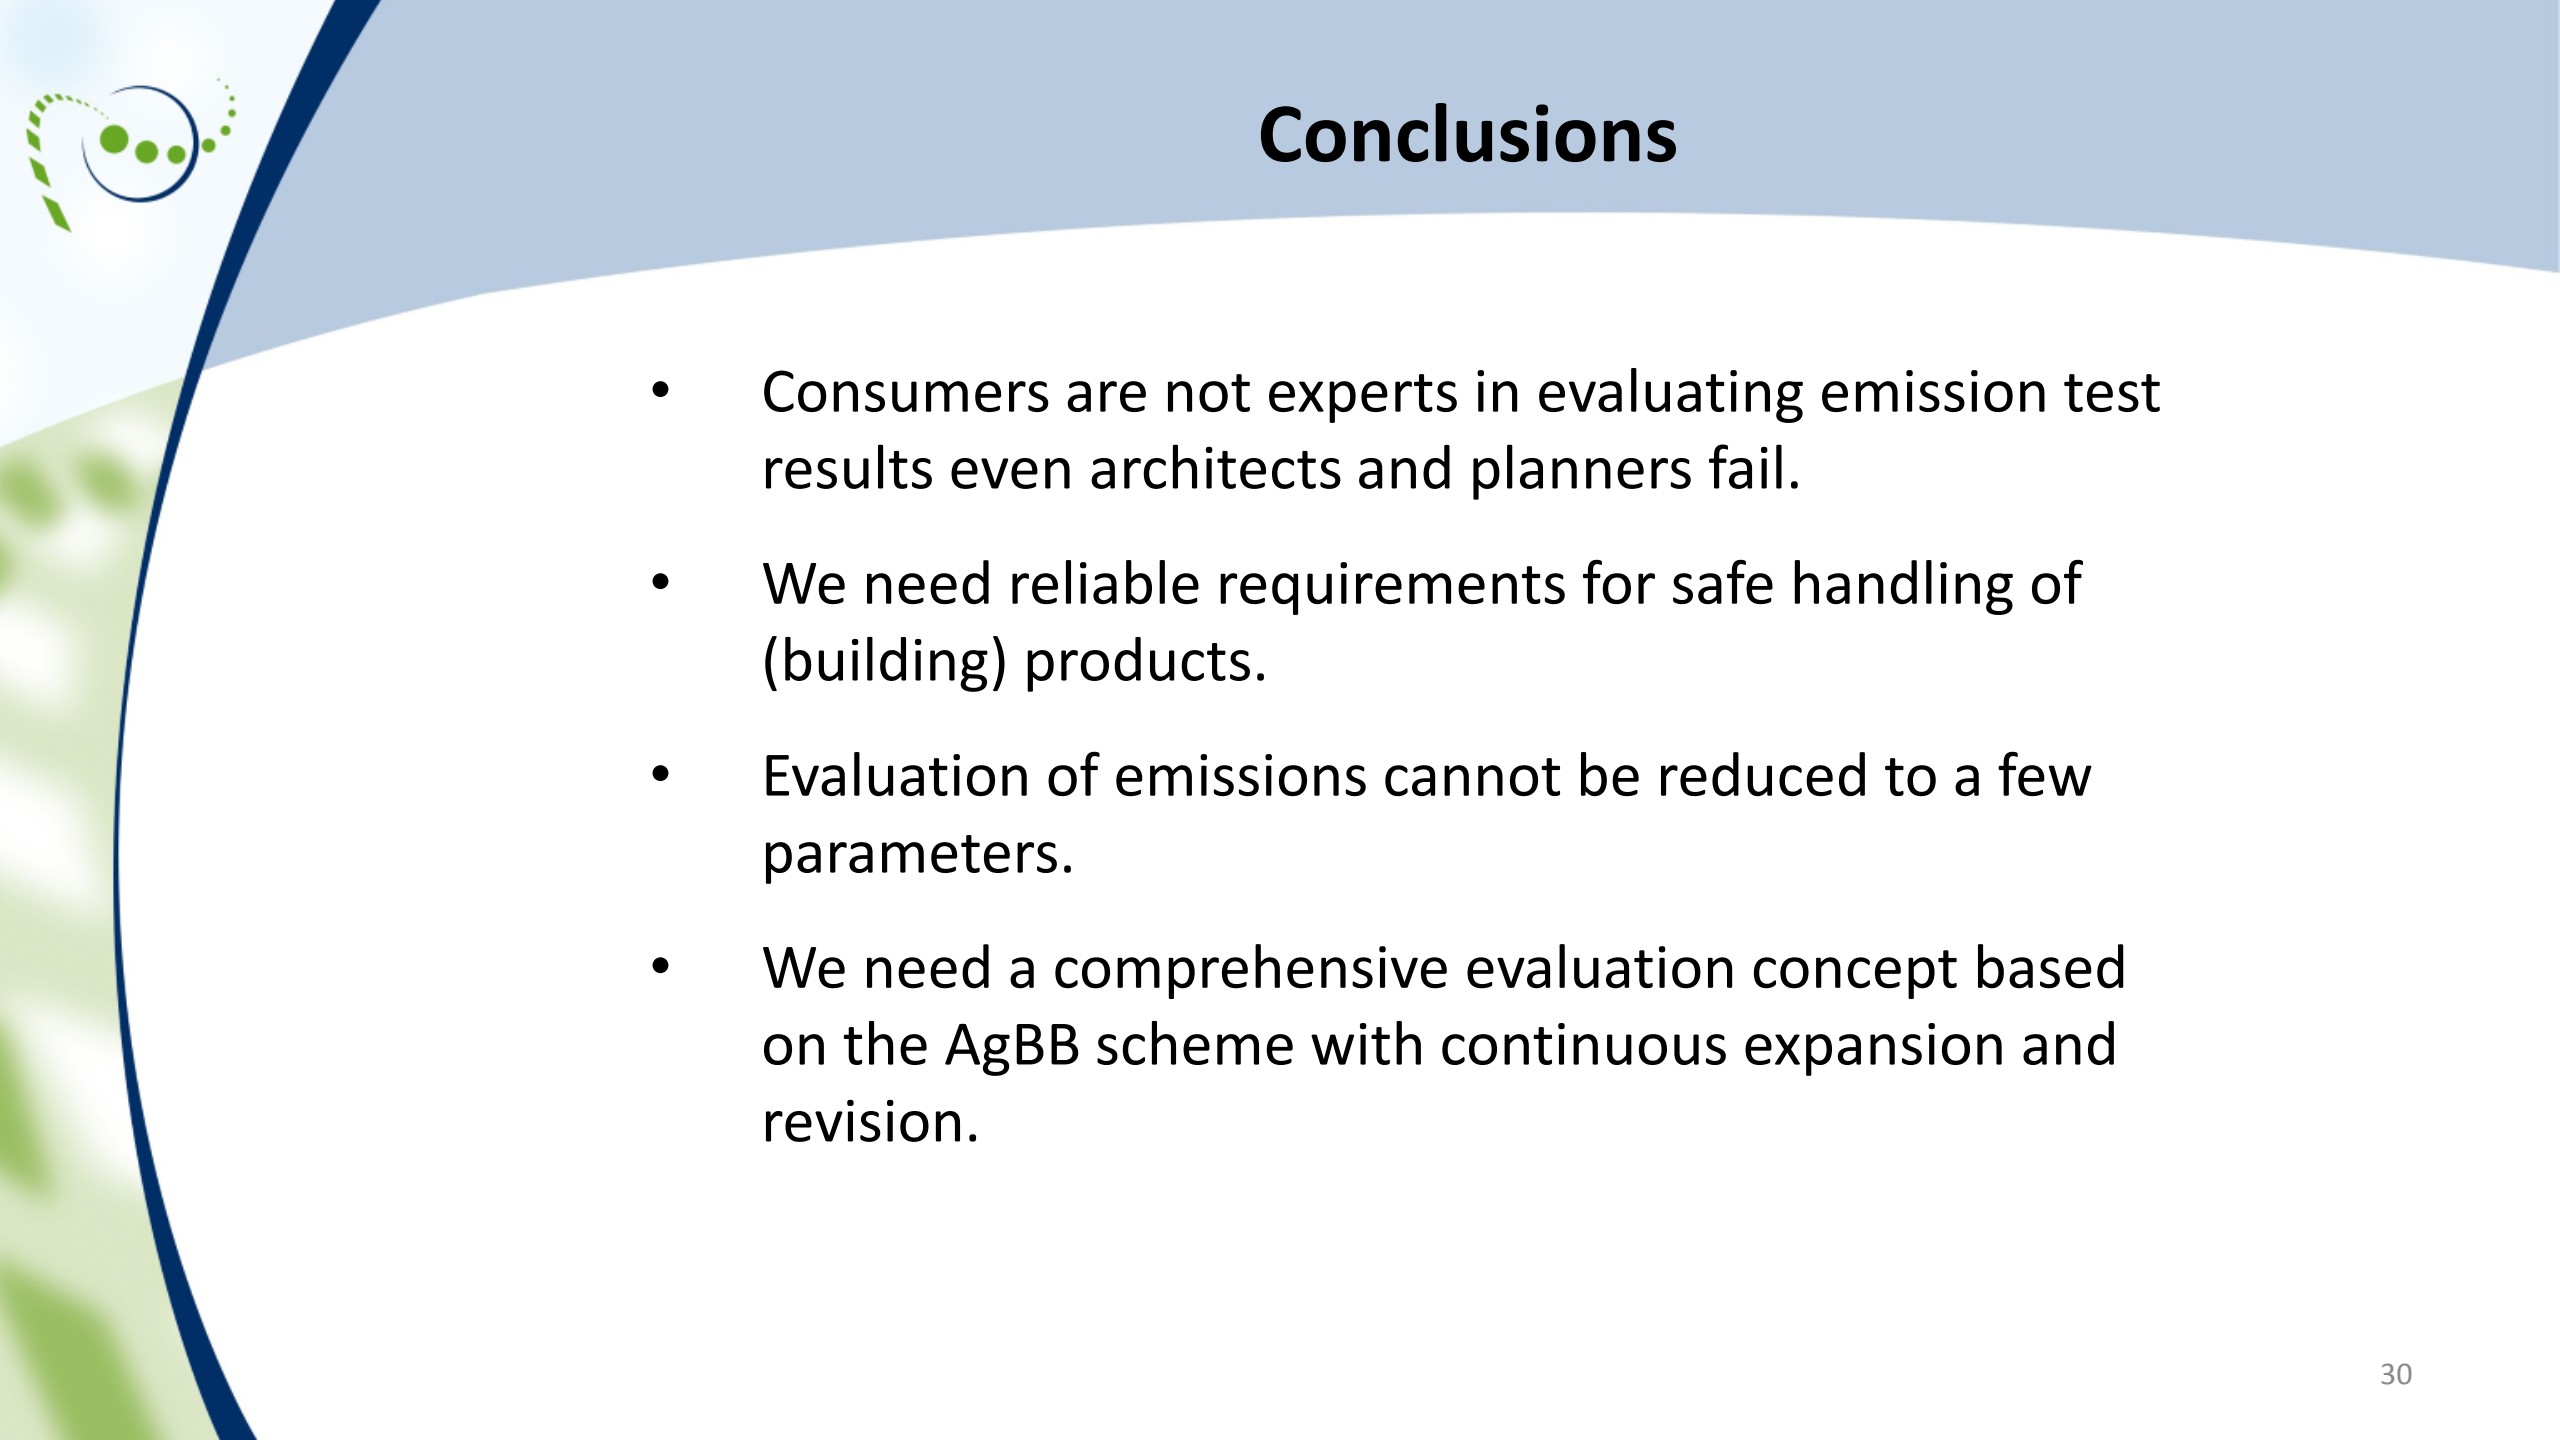 Conclusions
• Consumers are not experts in evaluating emission test
results even architects and planners fail.
• We need reliable requirements for safe handling of
(building) products.
• Evaluation of emissions cannot be reduced to a few
parameters.
• We need a comprehensive evaluation concept based
on the AgBB scheme with continuous expansion and
revision.
30